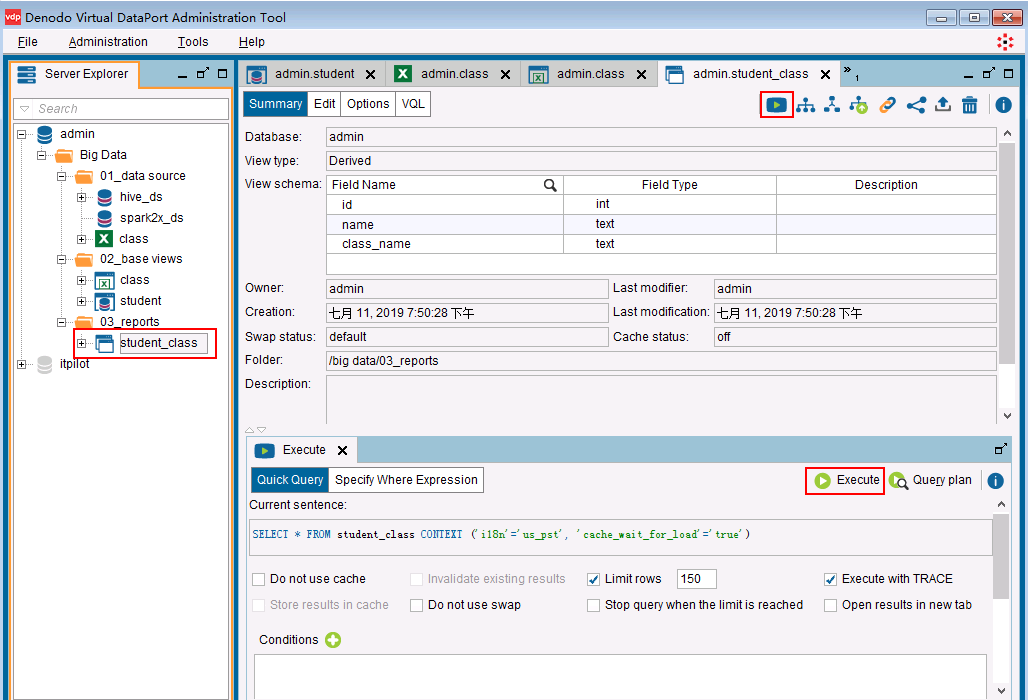 vdp Denodo Virtual DataPort Administration Tool
File Administration Tools Help
Server Explorer
Search
admin
Big Data
01_data source
hive_ds
spark2x_ds
class
02_base views
class
student
03_reports
student_class
itpilot
admin.student admin.class admin.class admin.student_class » 1
Summary Edit Options VQL
Database: admin
View type: Derived
View schema: Field Name Field Type Description
id int
name text
class_name text
Owner: admin Last modifier: admin
Creation: 七月 11, 2019 7:50:28 下午 Last modification: 七月 11, 2019 7:50:28 下午
Swap status: default Cache status: off
Folder: /big data/03_reports
Description:
Execute
Quick Query Specify Where Expression Execute Query plan
Current sentence:
SELECT * FROM student_class CONTEXT ('i18n'='us_pst', 'cache_wait_for_load'='true')
Do not use cache Invalidate existing results Limit rows 150 Execute with TRACE
Store results in cache Do not use swap Stop query when the limit is reached Open results in new tab
Conditions